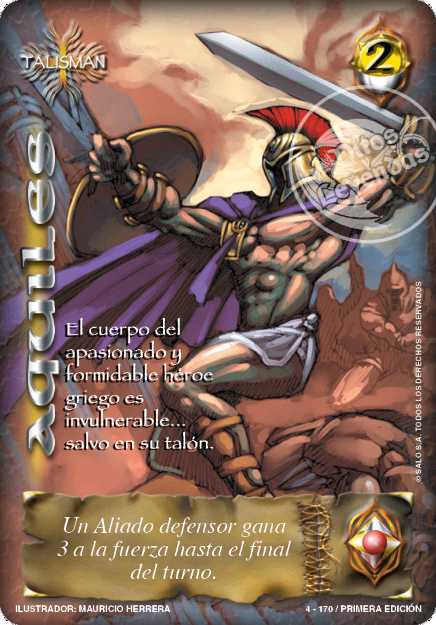 TALISMAN
2
Mitos
Leyendas
Aquiles
El cuerpo del
apasionado y
formidable héroe
griego es
invulnerable...
salvo en su talón.
© SALO S.A. TODOS LOS DERECHOS RESERVADOS
Un Aliado defensor gana
3 a la fuerza hasta el final
del turno.
ILUSTRADOR: MAURICIO HERRERA
4 - 170 / PRIMERA EDICIÓN